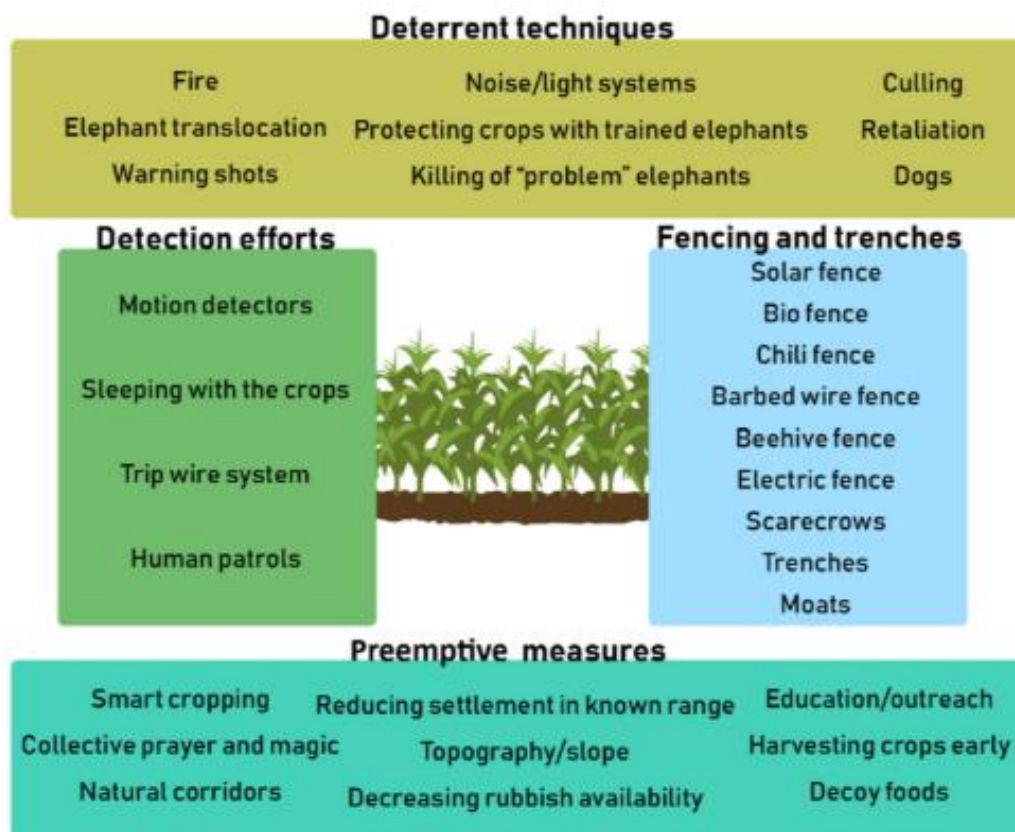 Deterrent techniques
Fire
Noise/light systems
Culling
Elephant translocation
Protecting crops with trained elephants
Retaliation
Warning shots
Killing of "problem" elephants
Dogs
Detection efforts
Motion detectors
Sleeping with the crops
Trip wire system
Human patrols
Fencing and trenches
Solar fence
Bio fence
Chili fence
Barbed wire fence
Beehive fence
Electric fence
Scarecrows
Trenches
Moats
Preemptive measures
Smart cropping
Reducing settlement in known range
Education/outreach
Collective prayer and magic
Topography/slope
Harvesting crops early
Natural corridors
Decreasing rubbish availability
Decoy foods